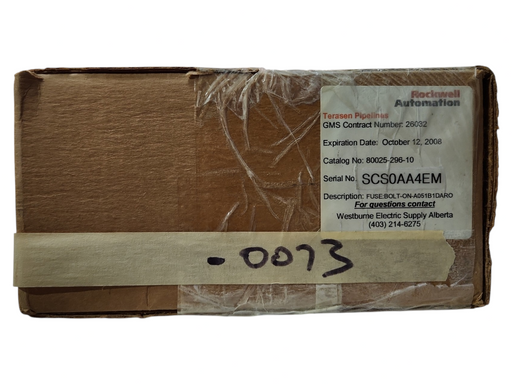 Rockwell
Automation
Terasen Pipelines
GMS Contract Number: 26032
Expiration Date: October 12, 2008
Catalog No: 80025-296-10
Serial No. SCS0AA4EM
Description: FUSE:BOLT-ON-A051B1DARO
For questions contact
Westburne Electric Supply Alberta
(403) 214-6275
-0073